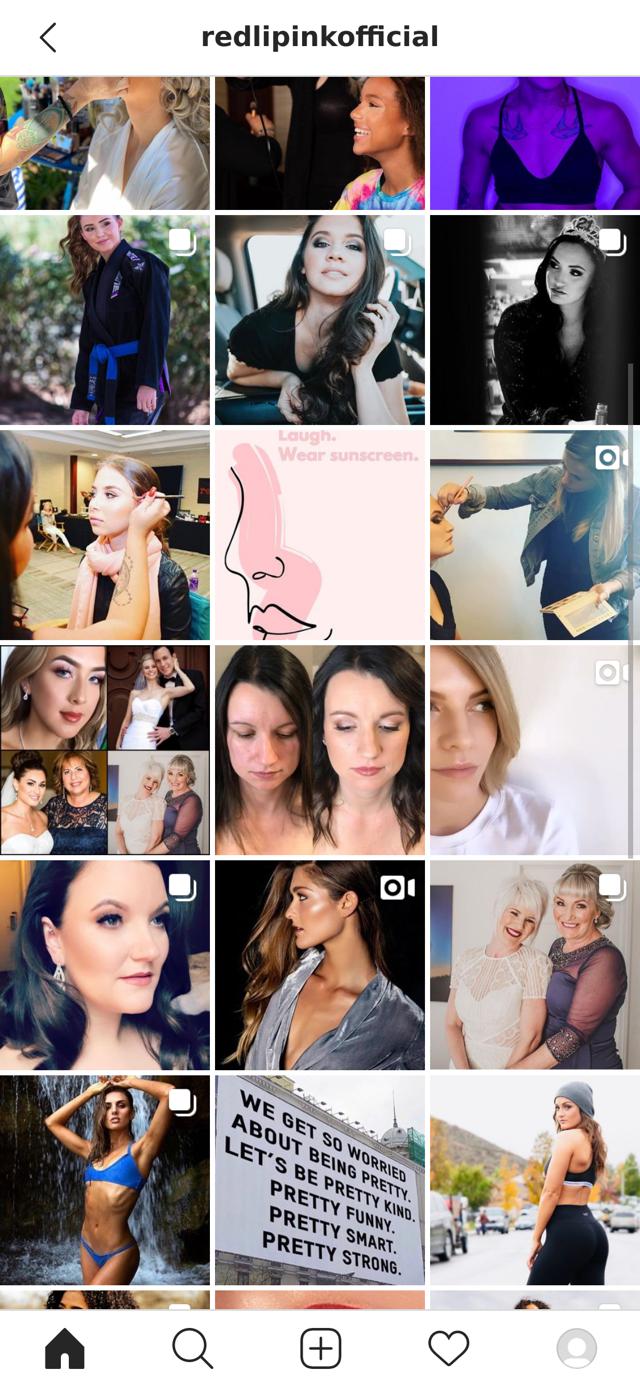 redlipinkofficial
Laugh.
Wear sunscreen.
WE GET SO WORRIED
ABOUT BEING PRETTY.
LET'S BE PRETTY KIND.
PRETTY FUNNY.
PRETTY SMART.
PRETTY STRONG.